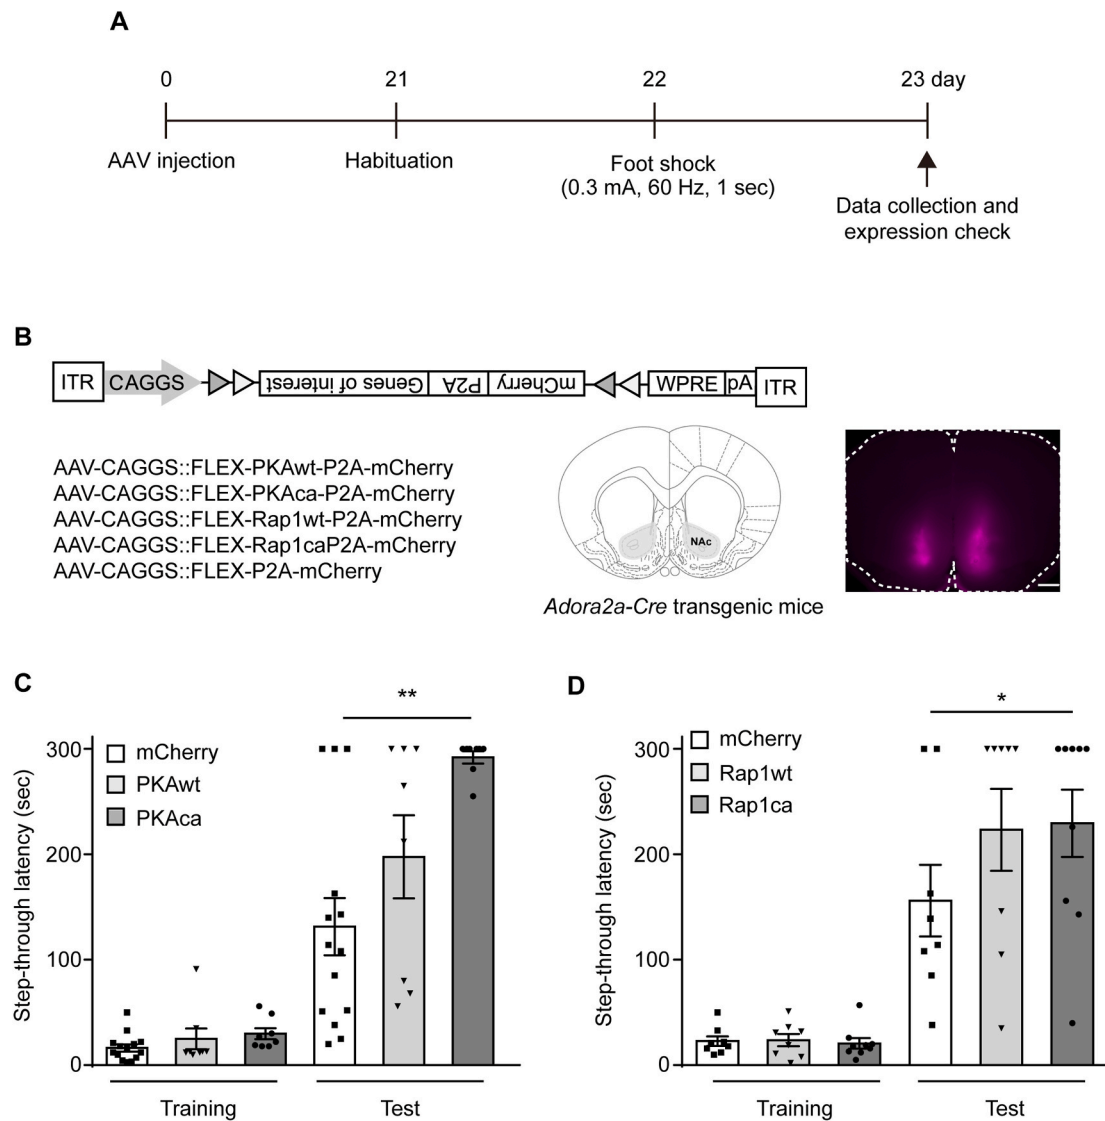 A
0
21
22
23 day
AAV injection
Habituation
Foot shock
(0.3 mA, 60 Hz, 1 sec)
Data collection and
expression check
B
ITR
CAGGS
Genes of interest
P2A
mCherry
WPRE
pA
ITR
AAV-CAGGS::FLEX-PKAwt-P2A-mCherry
AAV-CAGGS::FLEX-PKAca-P2A-mCherry
AAV-CAGGS::FLEX-Rap1wt-P2A-mCherry
AAV-CAGGS::FLEX-Rap1caP2A-mCherry
AAV-CAGGS::FLEX-P2A-mCherry
NAc
Adora2a-Cre transgenic mice
C
Step-through latency (sec)
300
200
100
0
mCherry
PKAwt
PKAca
**
Training
Test
D
Step-through latency (sec)
300
200
100
0
mCherry
Rap1wt
Rap1ca
*
Training
Test